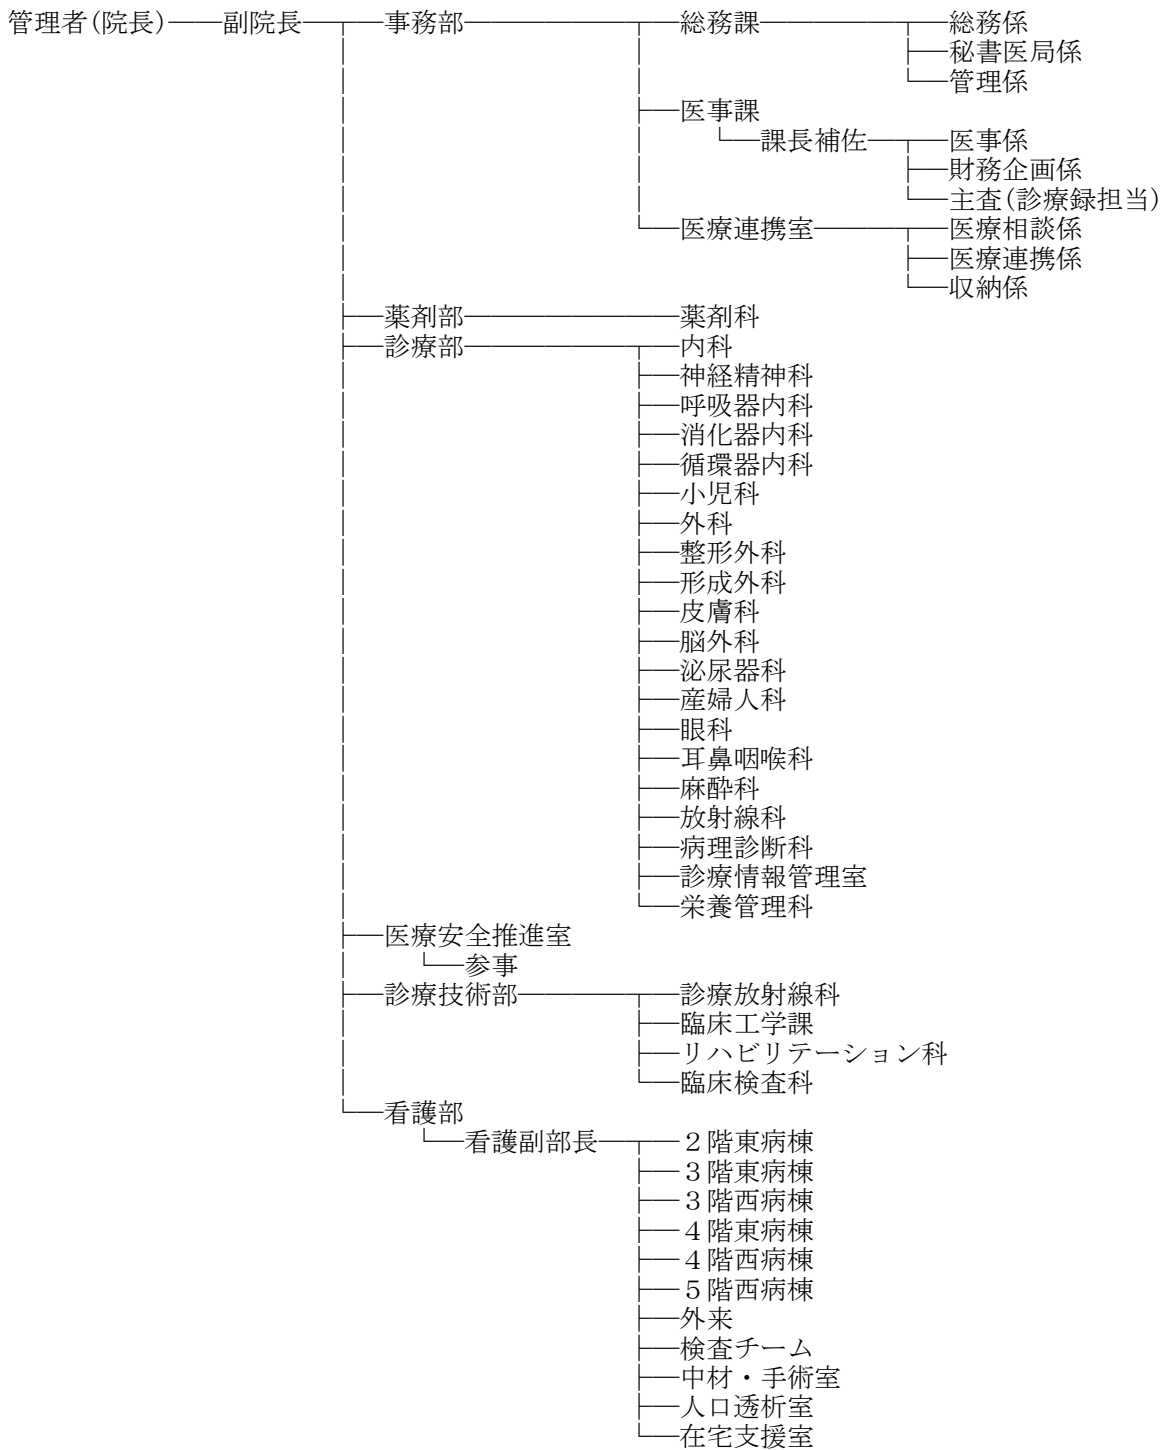 管理者(院長) 副院長 事務部 総務課 総務係
秘書医局係
管理係
医事課
課長補佐 医事係
財務企画係
主査(診療録担当)
医療連携室 医療相談係
医療連携係
収納係
薬剤部 薬剤科
診療部 内科
神経精神科
呼吸器内科
消化器内科
循環器内科
小児科
外科
整形外科
形成外科
皮膚科
脳外科
泌尿器科
産婦人科
眼科
耳鼻咽喉科
麻酔科
放射線科
病理診断科
診療情報管理室
栄養管理科
医療安全推進室
参事
診療技術部 診療放射線科
臨床工学課
リハビリテーション科
臨床検査科
看護部
看護副部長 2階東病棟
3階東病棟
3階西病棟
4階東病棟
4階西病棟
5階西病棟
外来
検査チーム
中材・手術室
人口透析室
在宅支援室